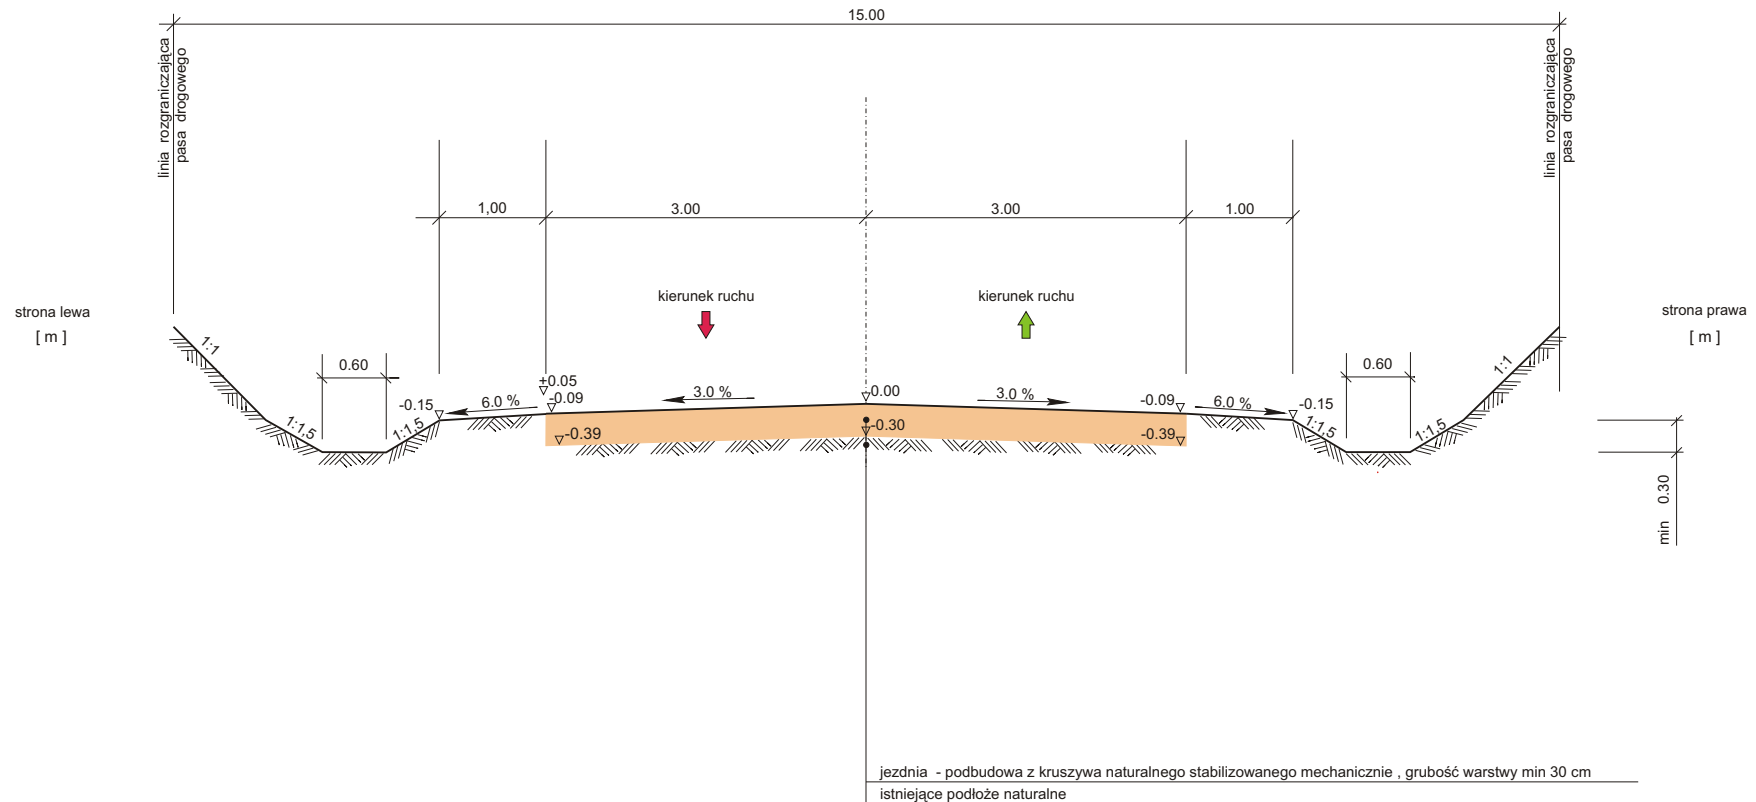 15.00
linia rozgraniczająca
pasa drogowego
linia rozgraniczająca
pasa drogowego
1,00
3.00
3.00
1.00
kierunek ruchu
kierunek ruchu
strona lewa
[ m ]
strona prawa
[ m ]
1:1
0.60
0.60
1:1
+0.05
-0.15
6.0 %
-0.09
3.0 %
0.00
3.0 %
-0.09
6.0 %
-0.15
1:1,5
1:1,5
-0.39
-0.30
-0.39
1:1,5
1:1,5
min 0.30
jezdnia - podbudowa z kruszywa naturalnego stabilizowanego mechanicznie , grubość warstwy min 30 cm
istniejące podłoże naturalne